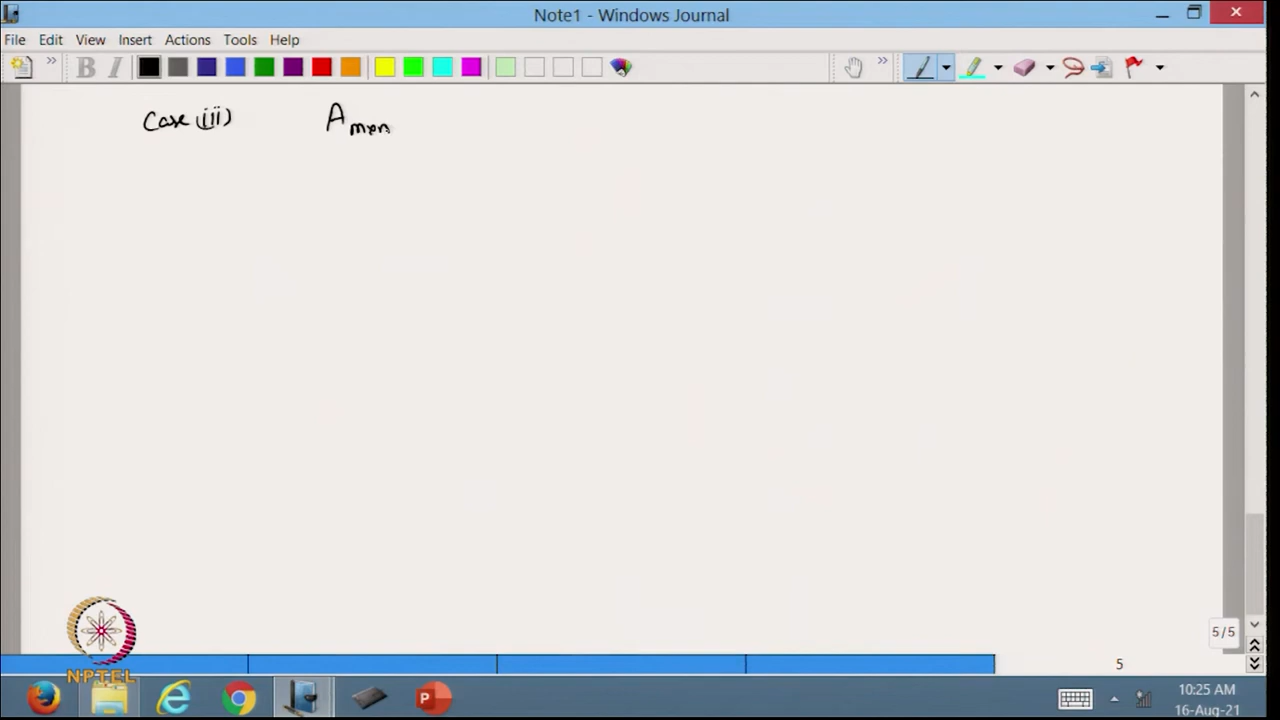 Note1 - Windows Journal
File Edit View Insert Actions Tools Help
B I
Case (iii) Amxn
5/5
5
NPTEL
10:25 AM
16-Aug-21